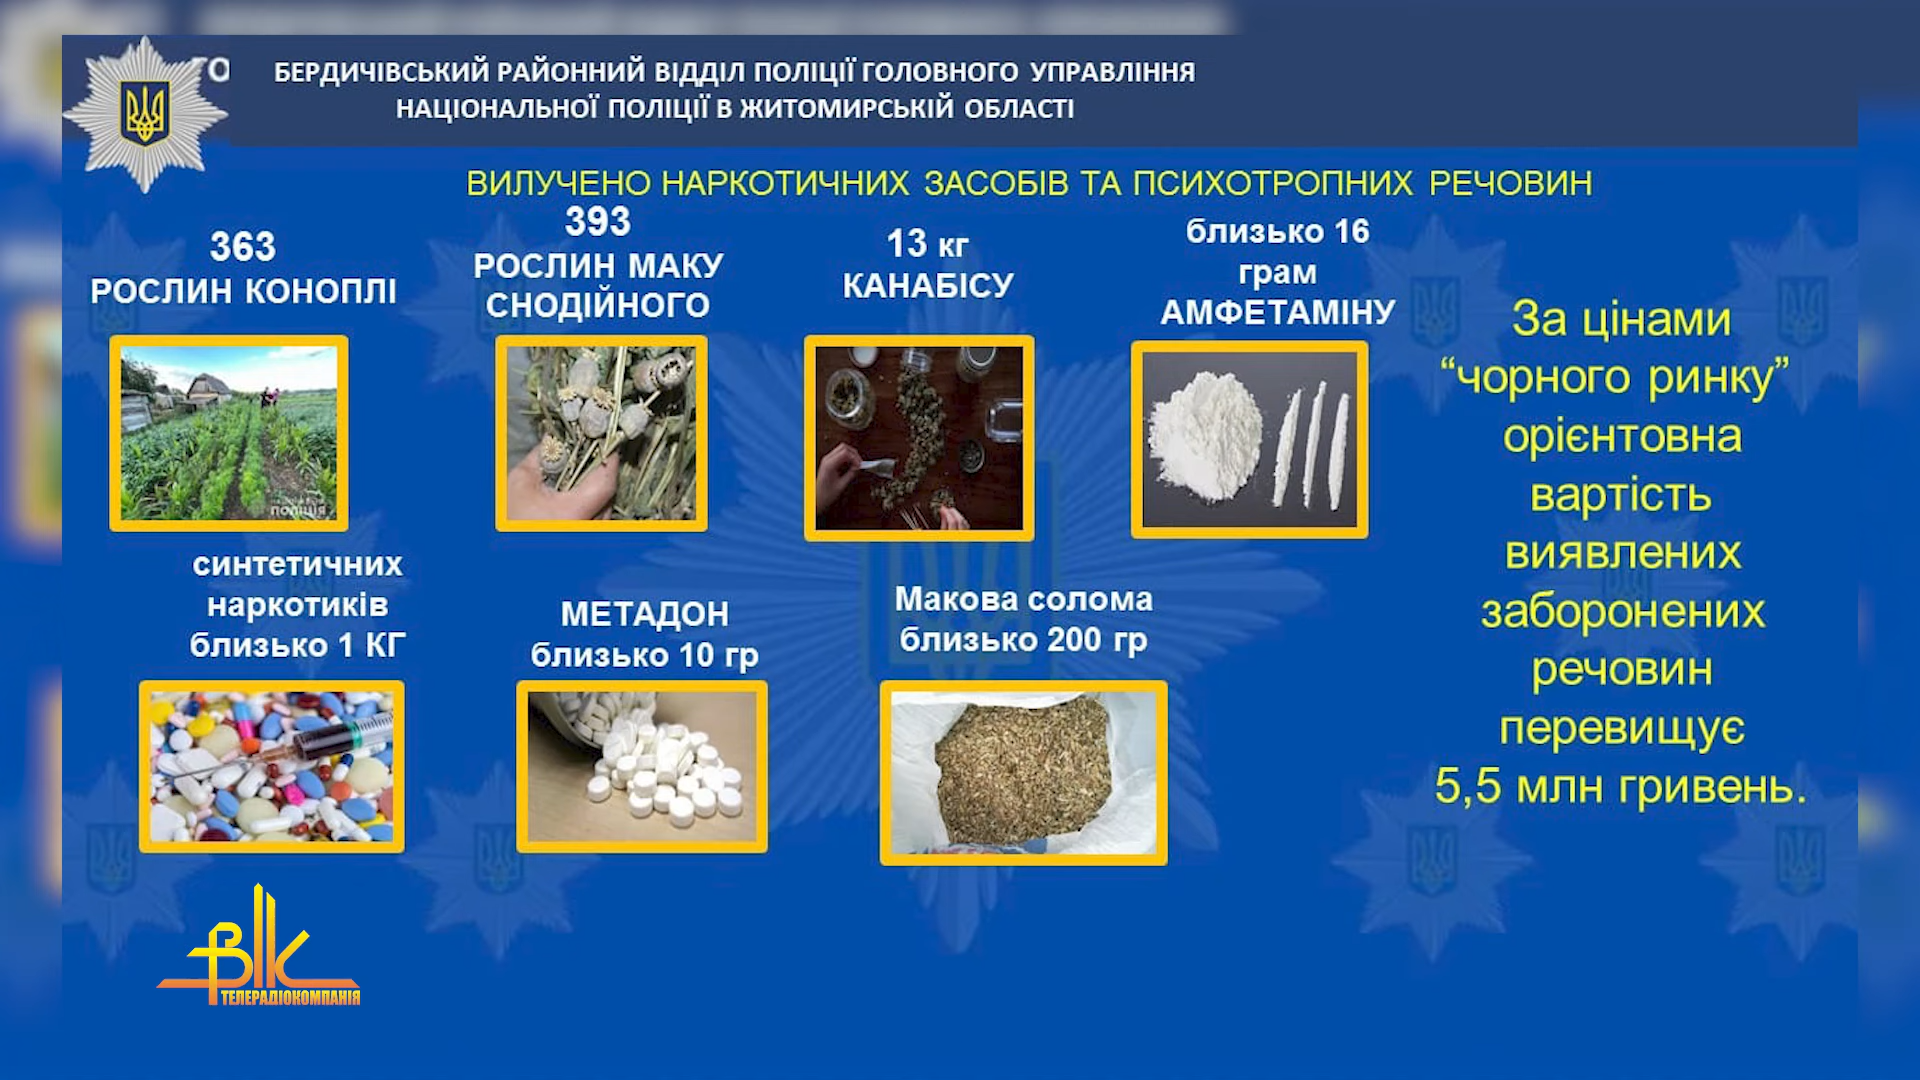 БЕРДИЧІВСЬКИЙ РАЙОННИЙ ВІДДІЛ ПОЛІЦІЇ ГОЛОВНОГО УПРАВЛІННЯ
НАЦІОНАЛЬНОЇ ПОЛІЦІЇ В ЖИТОМИРСЬКІЙ ОБЛАСТІ
ВИЛУЧЕНО НАРКОТИЧНИХ ЗАСОБІВ ТА ПСИХОТРОПНИХ РЕЧОВИН
363
РОСЛИН КОНОПЛІ
393
РОСЛИН МАКУ
СНОДІЙНОГО
13 кг
КАНАБІСУ
близько 16
грам
АМФЕТАМІНУ
поліція
синтетичних
наркотиків
близько 1 КГ
МЕТАДОН
близько 10 гр
Макова солома
близько 200 гр
За цінами
“чорного ринку”
орієнтовна
вартість
виявлених
заборонених
речовин
перевищує
5,5 млн гривень.
ВІК
ТЕЛЕРАДІОКОМПАНІЯ